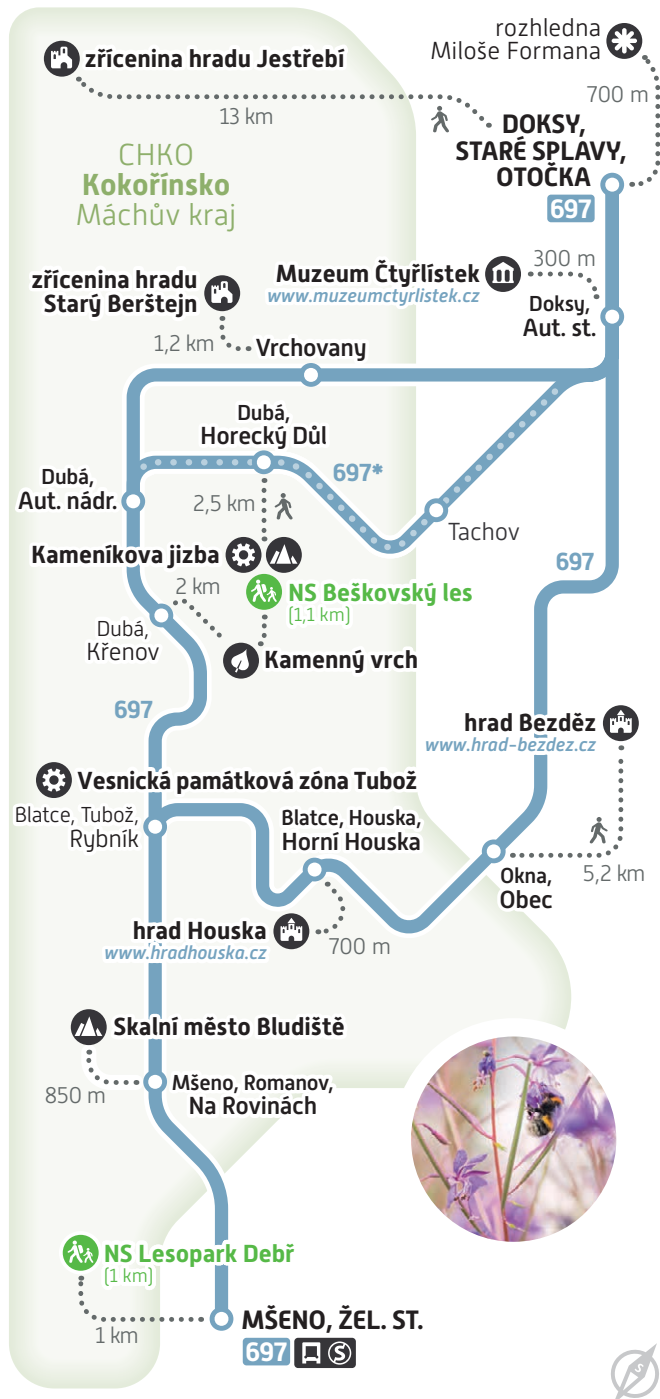 rozhledna
Miloše Formana
zřícenina hradu Jestřebí
700 m
13 km
DOKSY,
STARÉ SPLAVY,
OTOČKA
697
CHKO
Kokořínsko
Máchův kraj
300 m
Muzeum Čtyřlístek
www.muzeumctyrlistek.cz
zřícenina hradu
Starý Berštejn
Doksy,
Aut. st.
1,2 km
Vrchovany
Dubá,
Horecký Důl
697*
Dubá,
Aut. nádr.
2,5 km
Tachov
Kameníkova jizba
697
2 km
NS Beškovský les
(1,1 km)
Dubá,
Křenov
Kamenný vrch
697
hrad Bezděz
www.hrad-bezdez.cz
Vesnická památková zóna Tubož
Blatce, Tubož,
Rybník
Blatce, Houska,
Horní Houska
Okna,
Obec
5,2 km
hrad Houska
www.hradhouska.cz
700 m
Skalní město Bludiště
850 m
Mšeno, Romanov,
Na Rovinách
NS Lesopark Debř
(1 km)
1 km
MŠENO, ŽEL. ST.
697 S
S